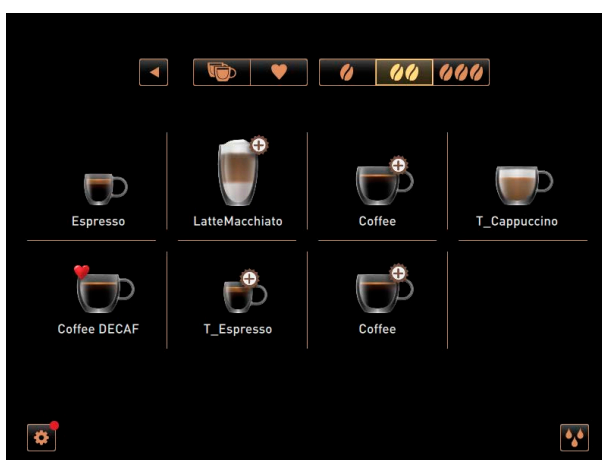 Espresso
LatteMacchiato
Coffee
T_Cappuccino
Coffee DECAF
T_Espresso
Coffee